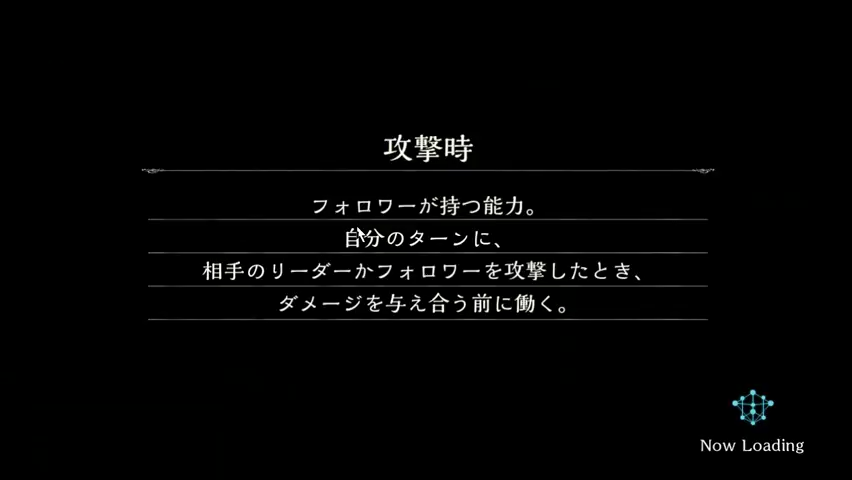 攻撃時
フォロワーが持つ能力。
自分のターンに、
相手のリーダーかフォロワーを攻撃したとき、
ダメージを与え合う前に働く。
Now Loading